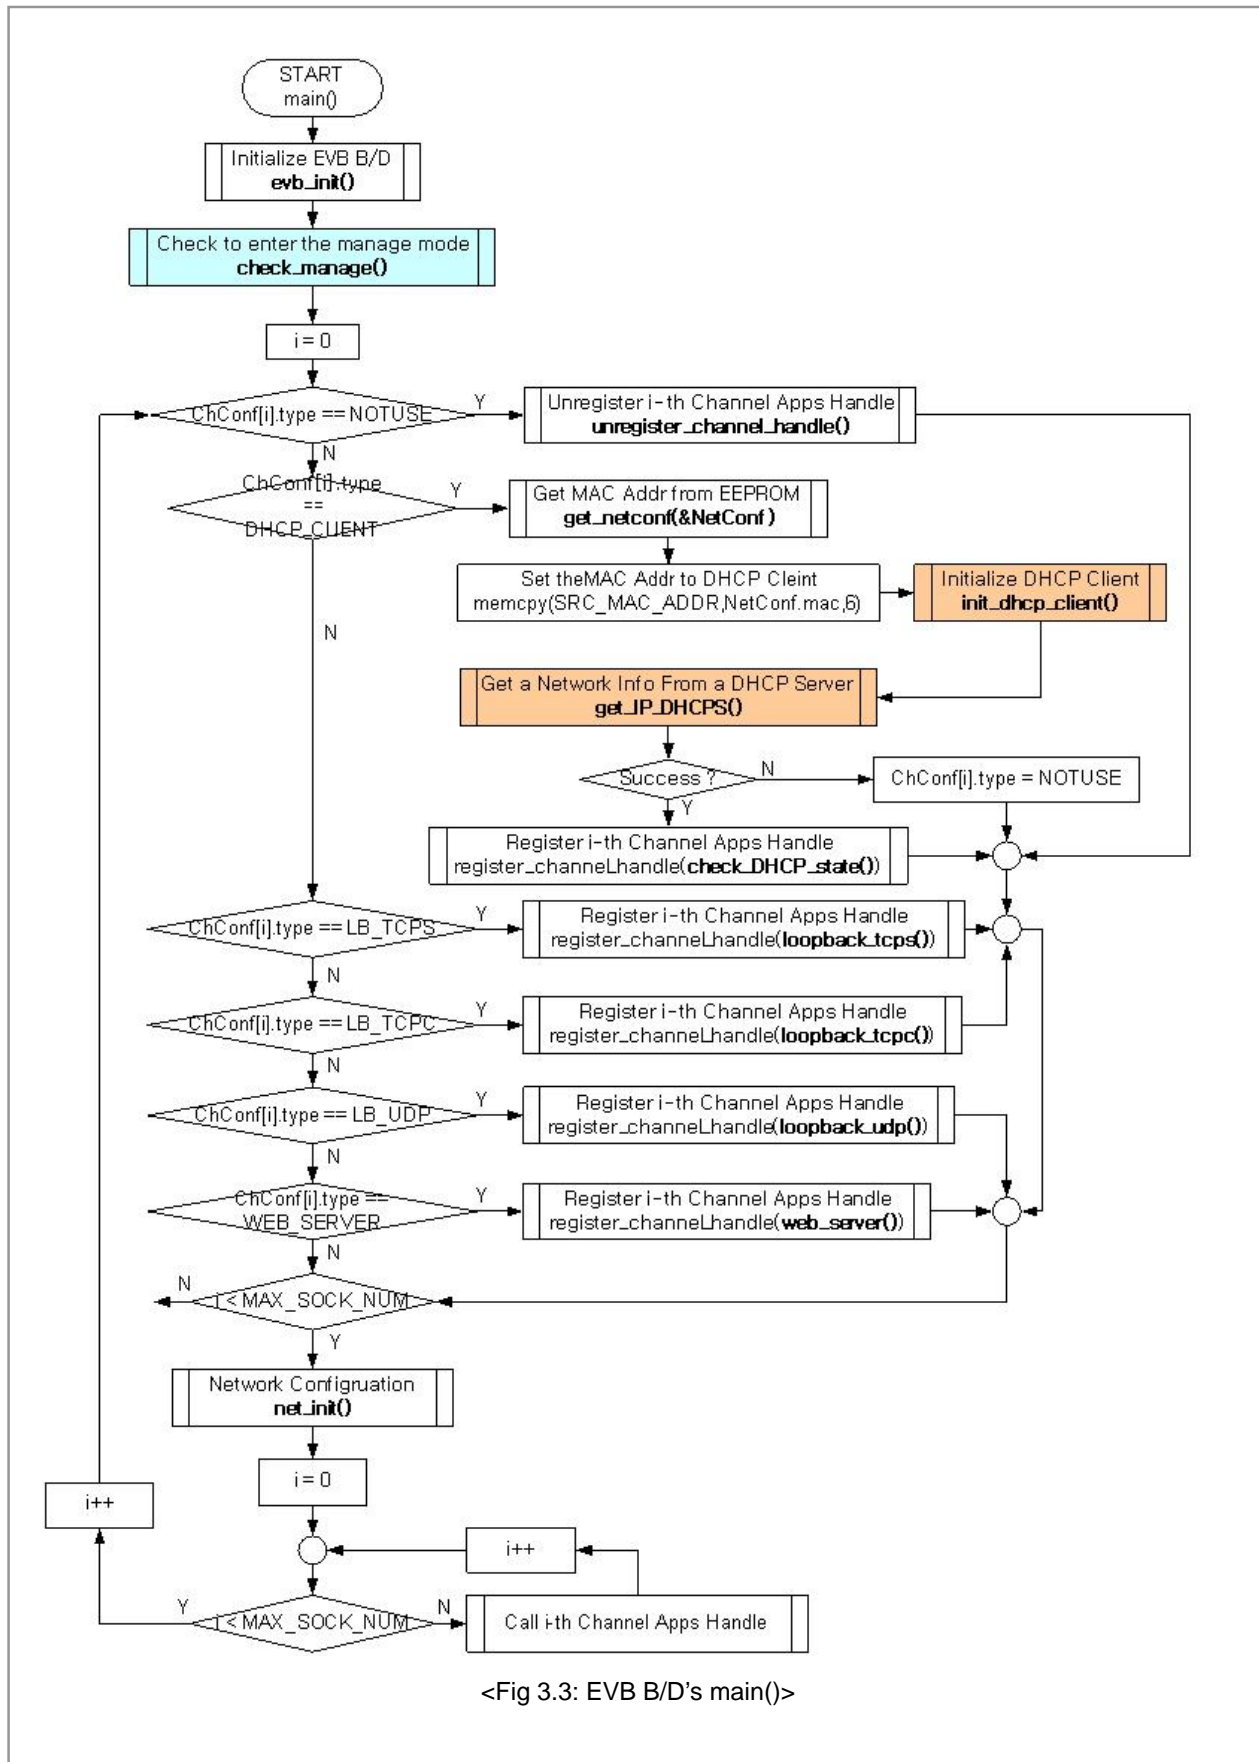 START
main()
Initialize EVB B/D
evb_init()
Check to enter the manage mode
check_manage()
i = 0
ChConf[i].type == NOTUSE
Y
Unregister i-th Channel Apps Handle
unregister_channel_handle()
N
ChConf[i].type
==
DHCP_CLIENT
Y
Get MAC Addr from EEPROM
get_netconf(&NetConf)
Set theMAC Addr to DHCP Cleint
memcpy(SRC_MAC_ADDR,NetConf.mac,6)
Initialize DHCP Client
init_dhcp_client()
N
Get a Network Info From a DHCP Server
get_IP_DHCPS()
Success ?
N
ChConf[i].type = NOTUSE
Y
Register i-th Channel Apps Handle
register_channel_handle(check_DHCP_state())
ChConf[i].type == LB_TCPS
Y
Register i-th Channel Apps Handle
register_channel_handle(loopback_tcps())
N
ChConf[i].type == LB_TCPC
Y
Register i-th Channel Apps Handle
register_channel_handle(loopback_tcpc())
N
ChConf[i].type == LB_UDP
Y
Register i-th Channel Apps Handle
register_channel_handle(loopback_udp())
N
ChConf[i].type ==
WEB_SERVER
Y
Register i-th Channel Apps Handle
register_channel_handle(web_server())
N
N
i < MAX_SOCK_NUM
Y
Network Configruation
net_init()
i = 0
i++
i++
Y
i < MAX_SOCK_NUM
N
Call i-th Channel Apps Handle
<Fig 3.3: EVB B/D's main()>